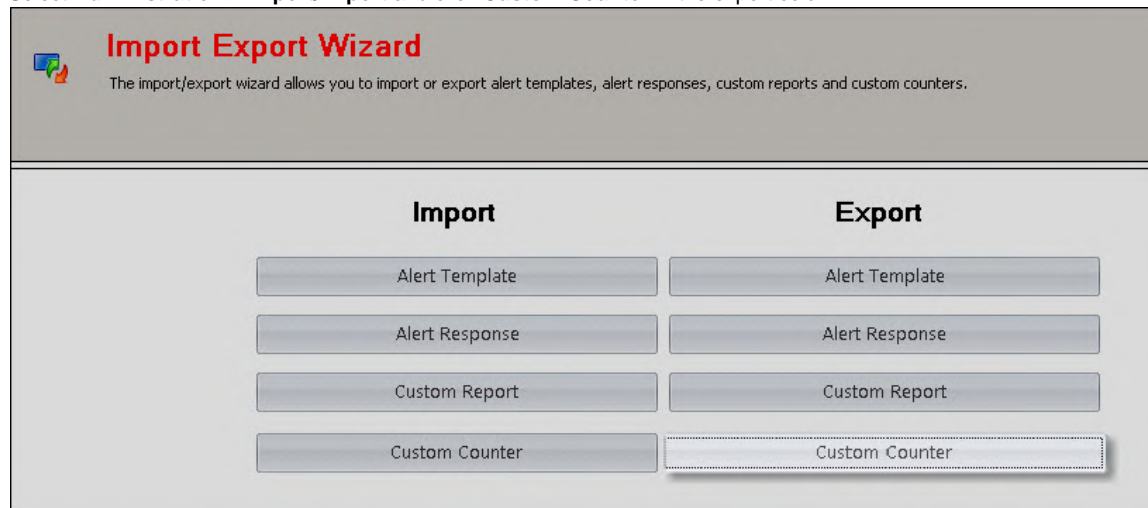 Import Export Wizard
The import/export wizard allows you to import or export alert templates, alert responses, custom reports and custom counters.
Import Export
Alert Template Alert Template
Alert Response Alert Response
Custom Report Custom Report
Custom Counter Custom Counter